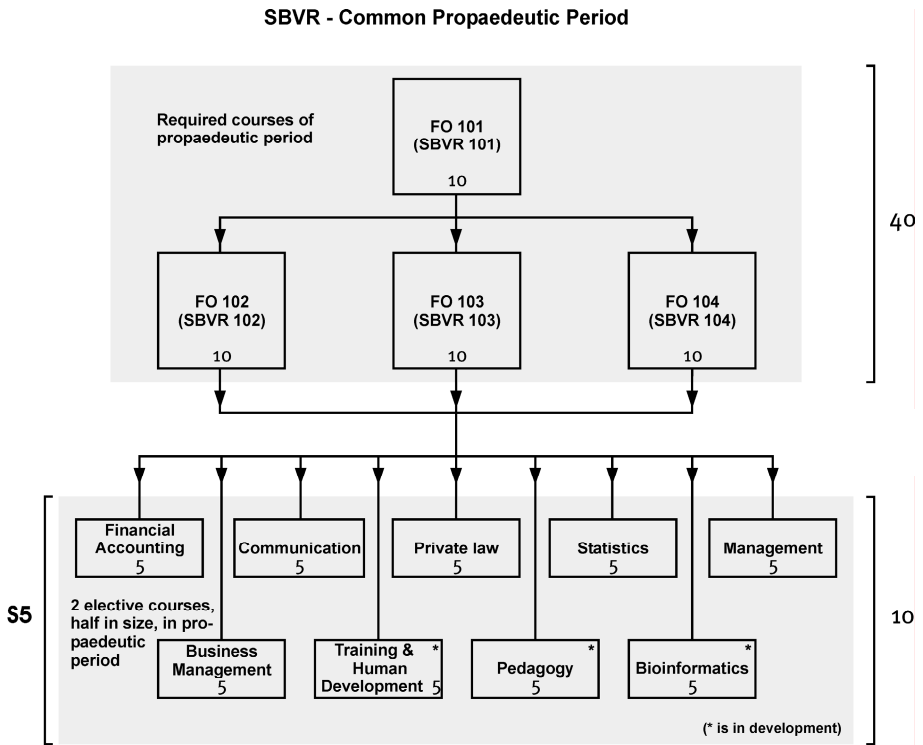 SBVR - Common Propaedeutic Period
Required courses of
propaedeutic period
FO 101
(SBVR 101)
10
40
FO 102
(SBVR 102)
10
FO 103
(SBVR 103)
10
FO 104
(SBVR 104)
10
Financial
Accounting
5
Communication
5
Private law
5
Statistics
5
Management
5
S5
2 elective courses,
half in size, in pro-
paedeutic
period
10
Business
Management
5
Training & *
Human
Development 5
Pedagogy *
5
Bioinformatics *
5
(* is in development)